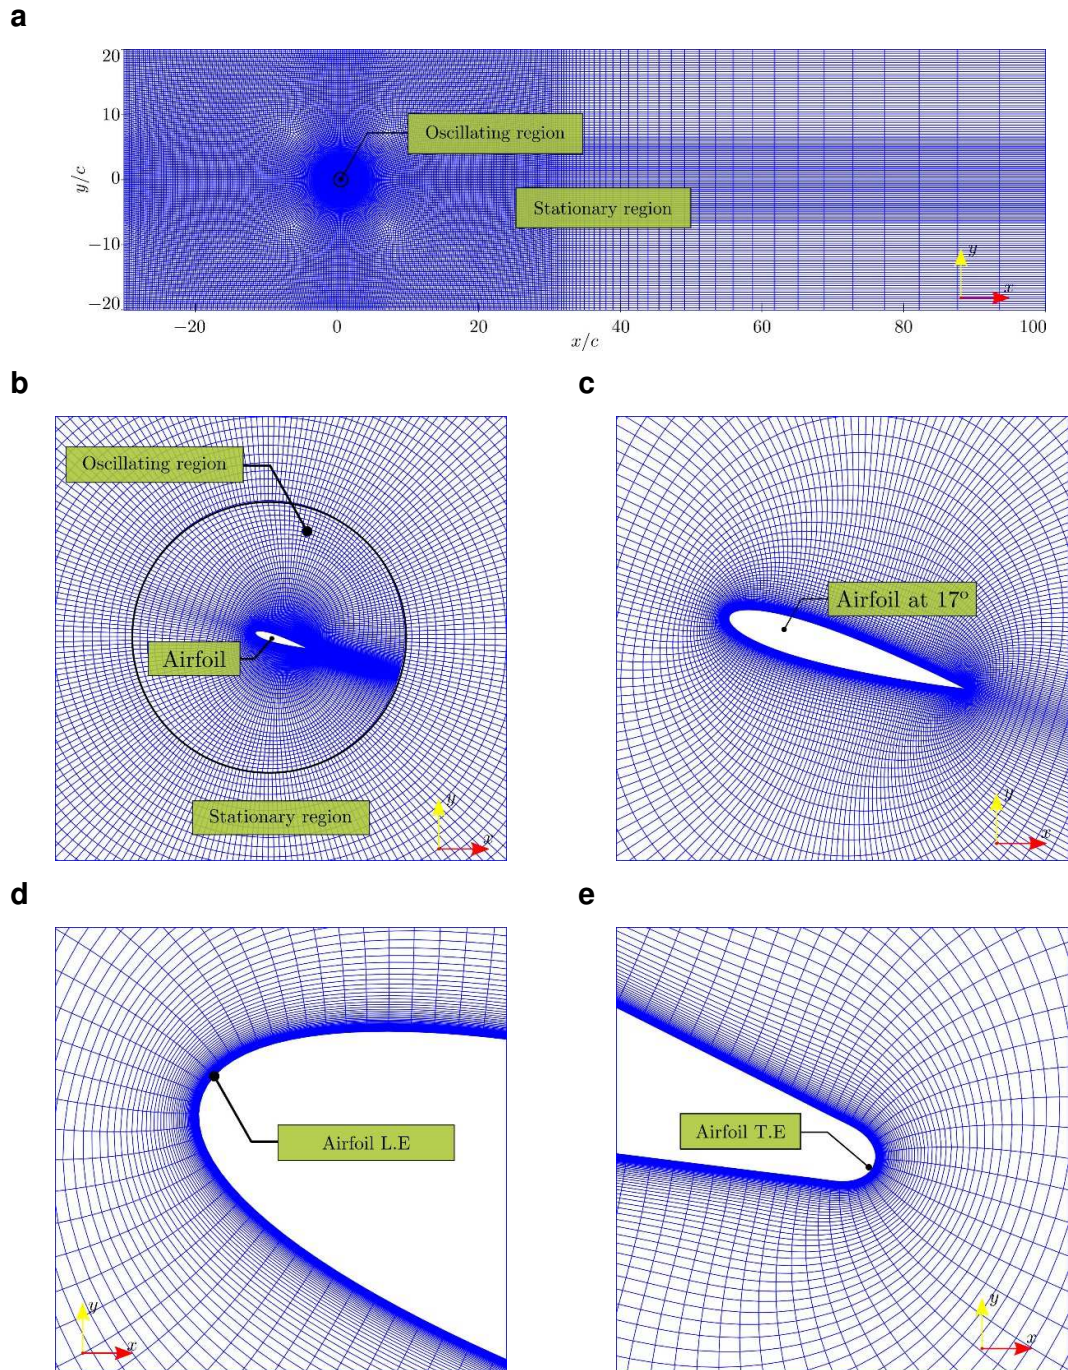 a
20
10
0
−10
−20
y/c
Oscillating region
Stationary region
y
x
−20
0
20
40
60
80
100
x/c
b
c
Oscillating region
Airfoil
Stationary region
y
x
Airfoil at 17º
y
x
d
e
Airfoil L.E
y
x
Airfoil T.E
y
x